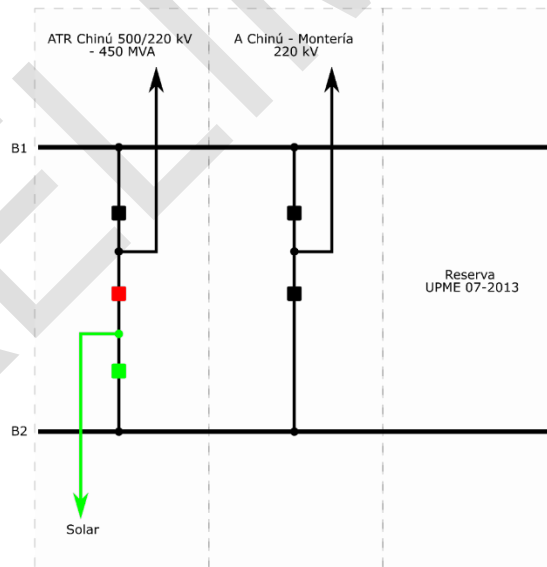 ATR Chinú 500/220 kV
- 450 MVA
A Chinú - Montería
220 kV
B1
Reserva
UPME 07-2013
B2
Solar